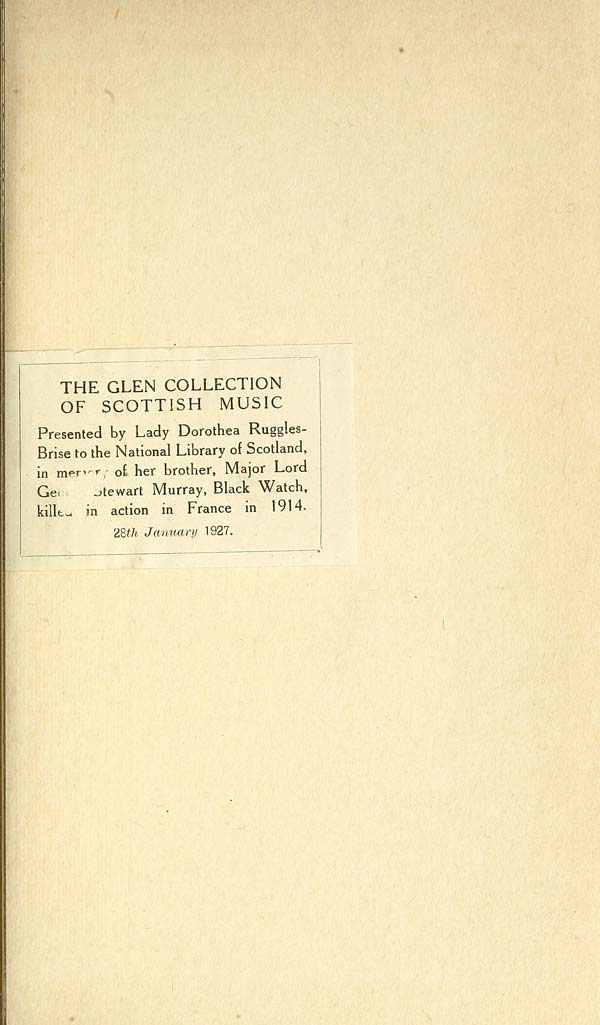 THE GLEN COLLECTION
OF SCOTTISH MUSIC
Presented by Lady Dorothea Ruggles-
Brise to the National Library of Scotland,
in of her brother, Major Lord
Stewart Murray, Black Watch,
killed in action in France in 1914.
28th January 1927.